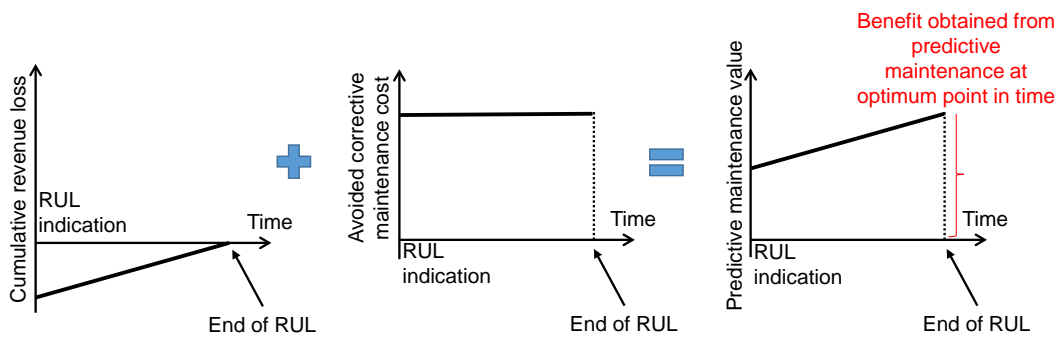 Cumulative revenue loss
RUL
indication
Time
End of RUL
Avoided corrective
maintenance cost
Time
RUL
indication
End of RUL
Predictive maintenance value
Benefit obtained from
predictive
maintenance at
optimum point in time
Time
RUL
indication
End of RUL